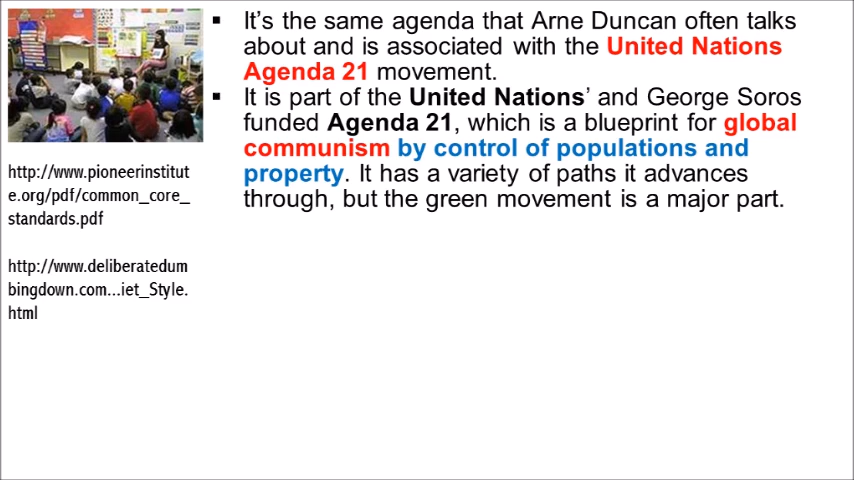 ▪ It’s the same agenda that Arne Duncan often talks
about and is associated with the United Nations
Agenda 21 movement.
▪ It is part of the United Nations’ and George Soros
funded Agenda 21, which is a blueprint for global
communism by control of populations and
property. It has a variety of paths it advances
through, but the green movement is a major part.
http://www.pioneerinstitut
e.org/pdf/common_core_
standards.pdf
http://www.deliberatedum
bingdown.com...iet_Style.
html